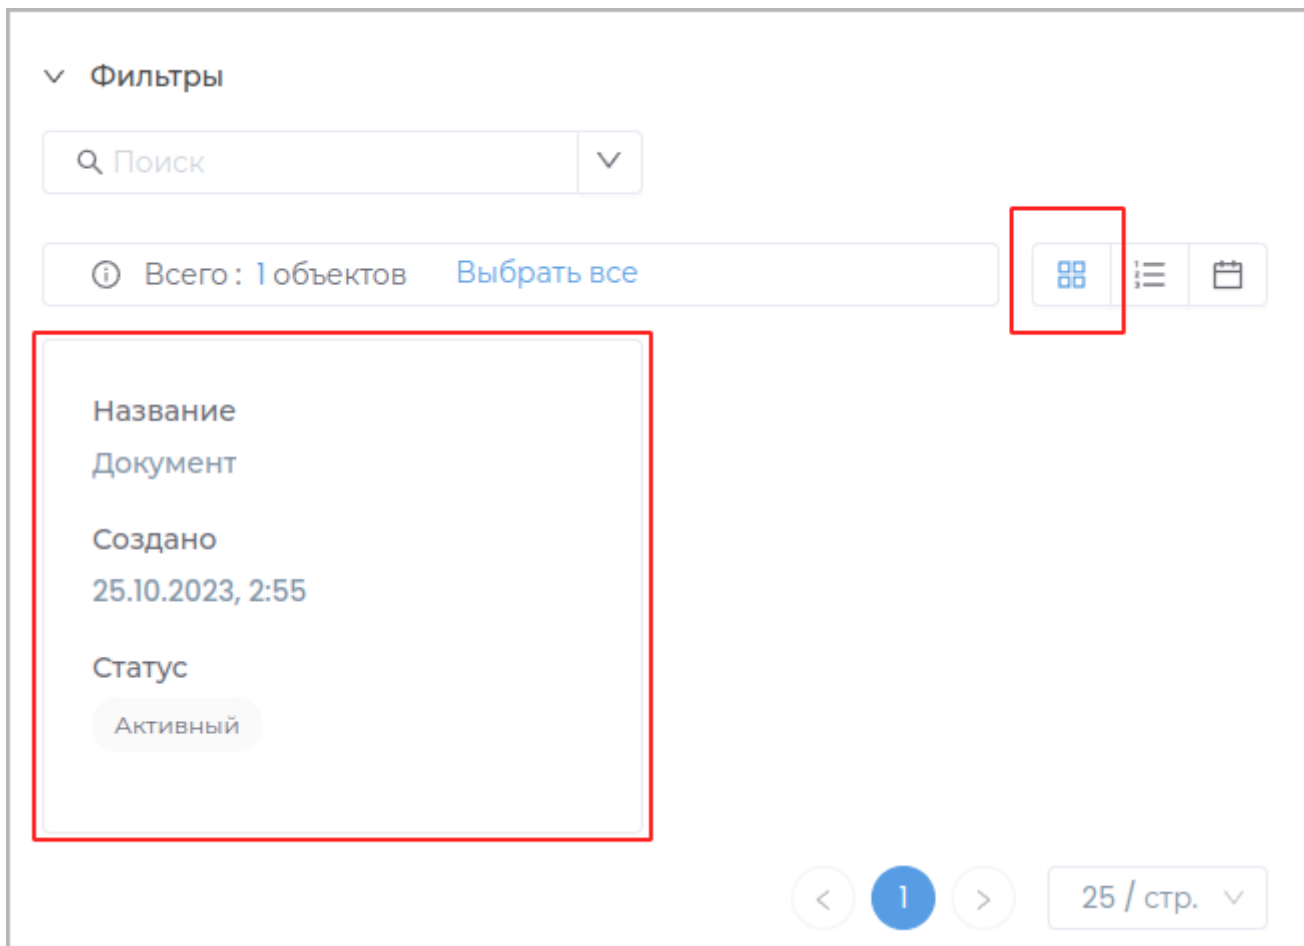 Фильтры
Поиск
Всего : 1 объектов Выбрать все
Название
Документ
Создано
25.10.2023, 2:55
Статус
Активный
< 1 > 25 / стр.